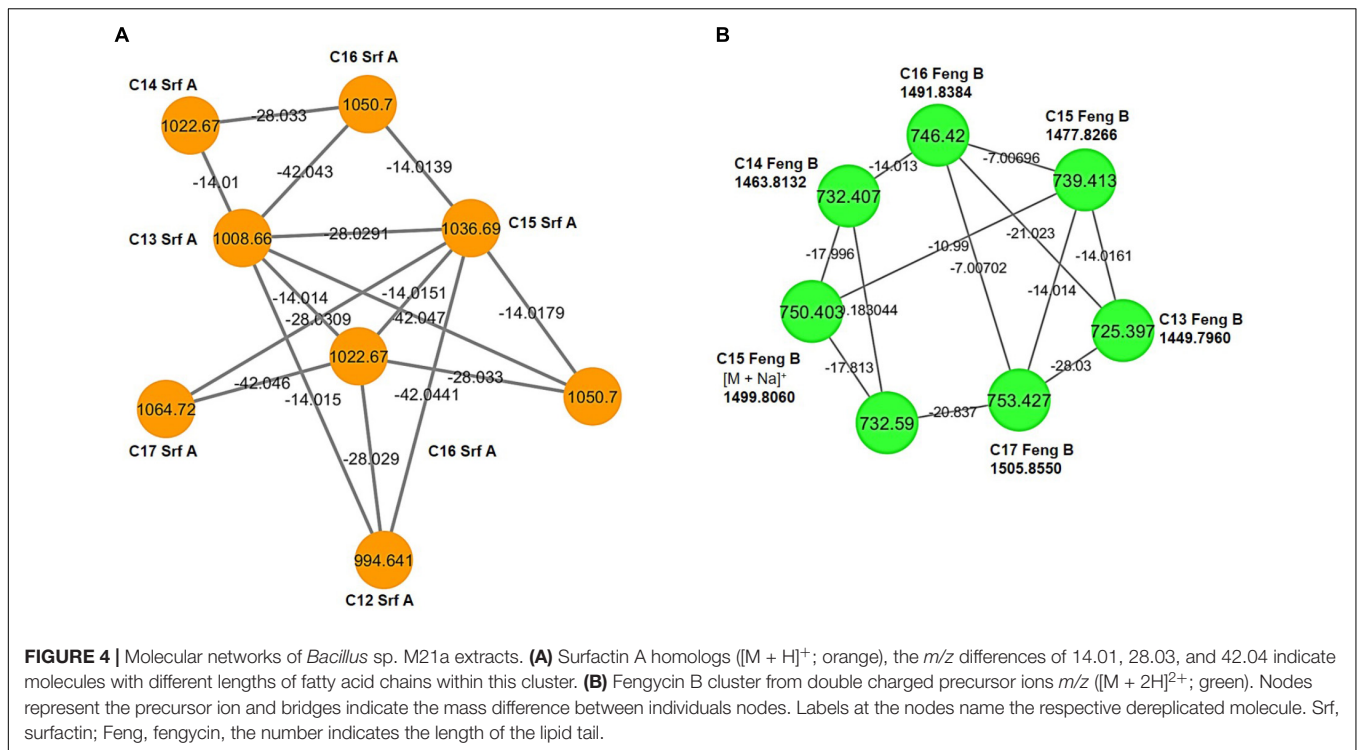 A
C16 Srf A
C14 Srf A
1050.7
1022.67
-28.033
-14.0139
-42.043
-14.01
C13 Srf A
1008.66
-28.0291
1036.69
C15 Srf A
-14.014
-14.0151
-28.0309
42.047
-14.0179
1022.67
-42.046
-28.033
1064.72
-14.015
-42.0441
1050.7
C17 Srf A
C16 Srf A
-28.029
994.641
C12 Srf A
B
C16 Feng B
1491.8384
C15 Feng B
1477.8266
746.42
C14 Feng B
1463.8132
-14.013
-7.00696
732.407
739.413
-17.996
-10.99
-21.023
-14.0161
-7.00702
-14.014
750.403
0.183044
725.397
C13 Feng B
1449.7960
C15 Feng B
[M + Na]+
1499.8060
-17.813
-28.03
753.427
732.59
-20.837
C17 Feng B
1505.8550
FIGURE 4 | Molecular networks of Bacillus sp. M21a extracts. (A) Surfactin A homologs ([M + H]+; orange), the m/z differences of 14.01, 28.03, and 42.04 indicate
molecules with different lengths of fatty acid chains within this cluster. (B) Fengycin B cluster from double charged precursor ions m/z ([M + 2H]2+; green). Nodes
represent the precursor ion and bridges indicate the mass difference between individuals nodes. Labels at the nodes name the respective dereplicated molecule. Srf,
surfactin; Feng, fengycin, the number indicates the length of the lipid tail.